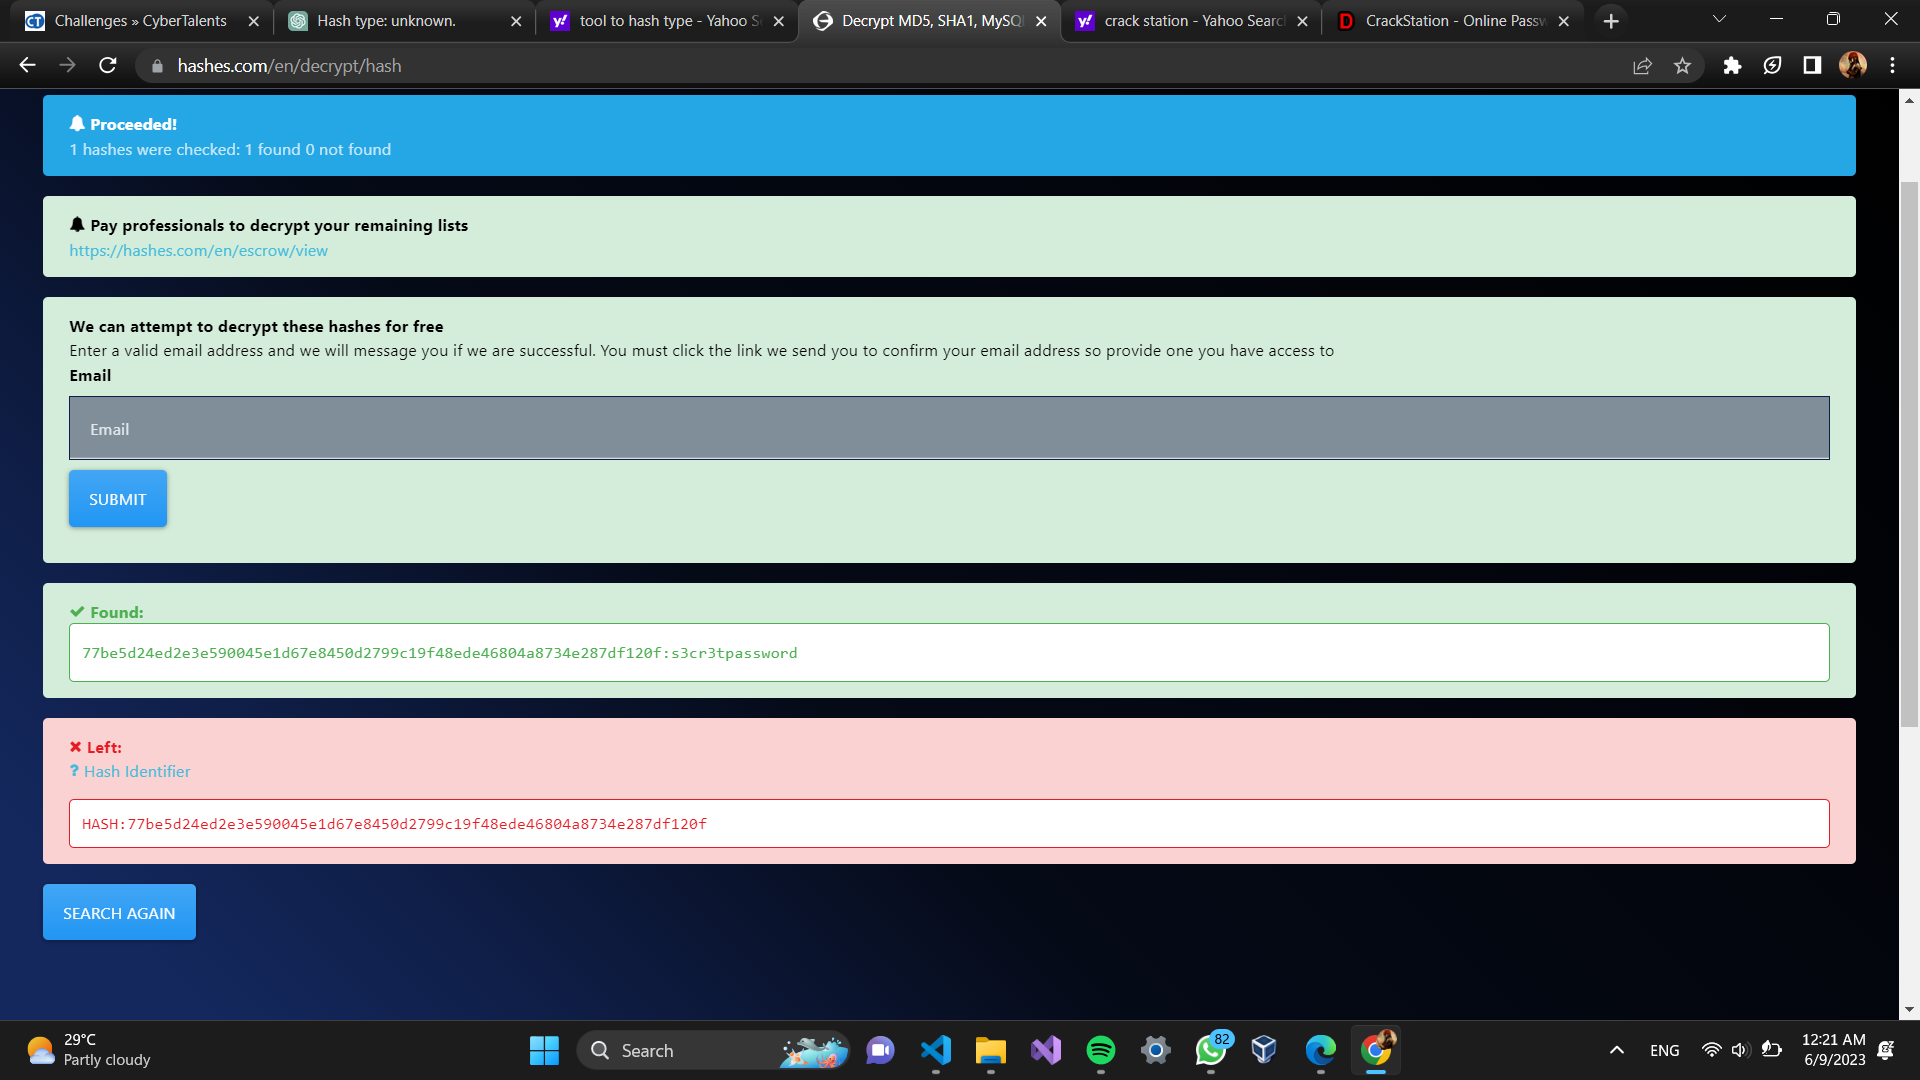 Challenges » CyberTalents
Hash type: unknown.
tool to hash type - Yahoo S
Decrypt MD5, SHA1, MySQ
crack station - Yahoo Searc
CrackStation - Online Passw
hashes.com/en/decrypt/hash
Proceeded!
1 hashes were checked: 1 found 0 not found
Pay professionals to decrypt your remaining lists
https://hashes.com/en/escrow/view
We can attempt to decrypt these hashes for free
Enter a valid email address and we will message you if we are successful. You must click the link we send you to confirm your email address so provide one you have access to
Email
Email
SUBMIT
Found:
77be5d24ed2e3e590045e1d67e8450d2799c19f48ede46804a8734e287df120f:s3cr3tpassword
Left:
? Hash Identifier
HASH:77be5d24ed2e3e590045e1d67e8450d2799c19f48ede46804a8734e287df120f
SEARCH AGAIN
29°C
Partly cloudy
Search
82
ENG
12:21 AM
6/9/2023